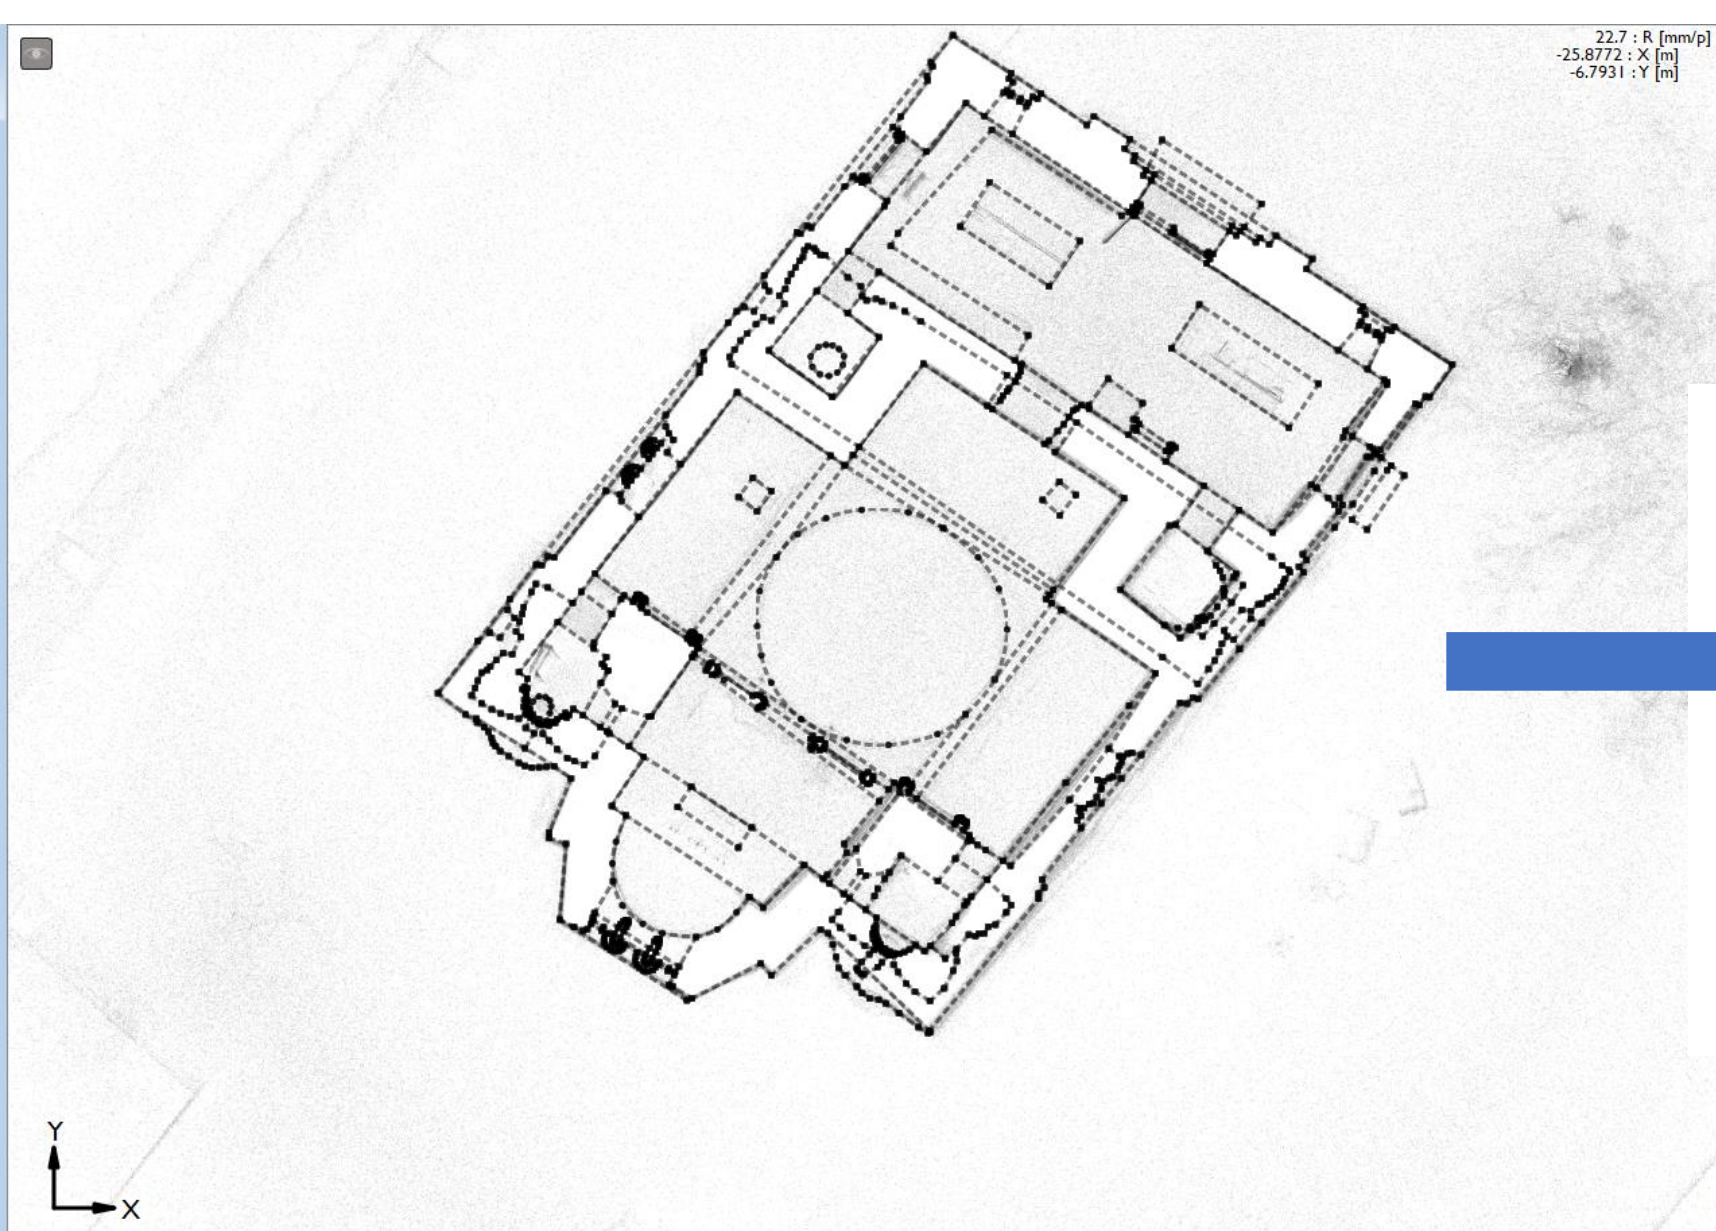 22.7 : R [mm/p]
-25.8772 : X [m]
-6.7931 : Y [m]
Y
X